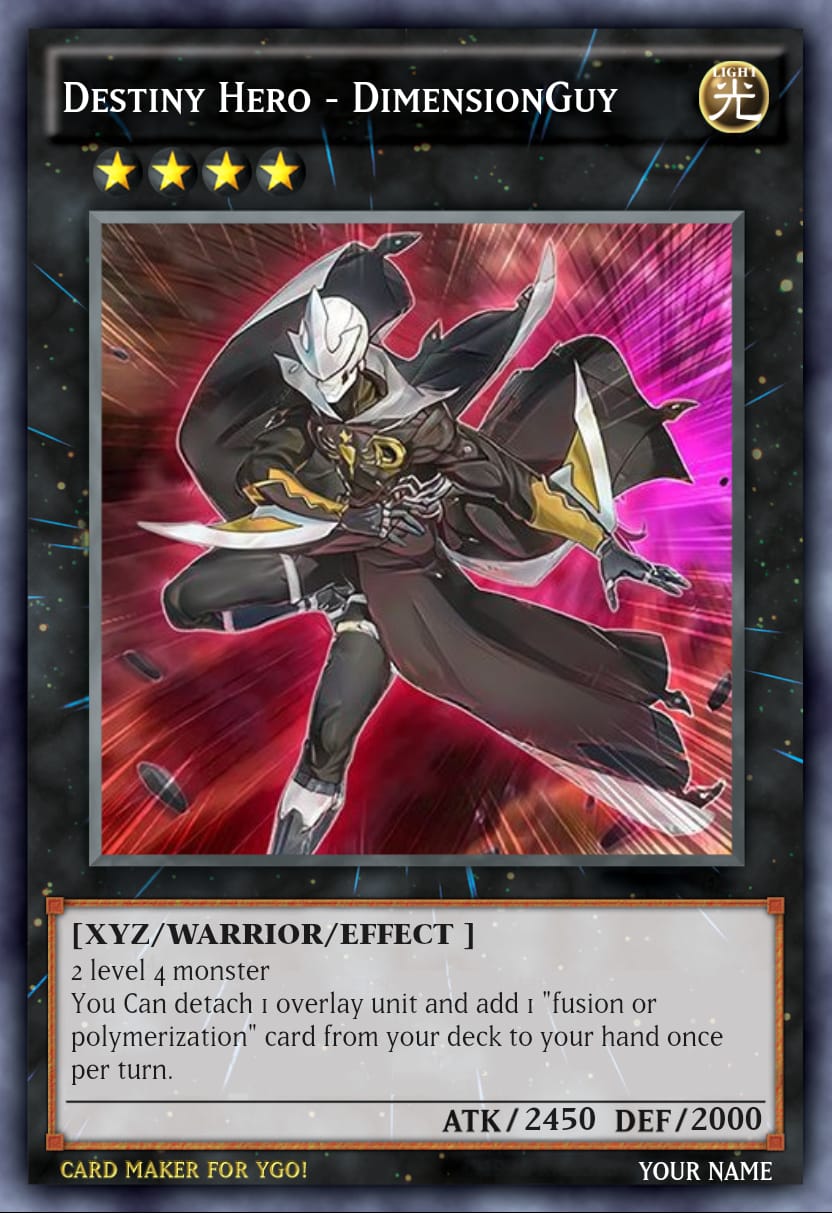 Destiny Hero - DimensionGuy
LIGHT
光
[XYZ/WARRIOR/EFFECT ]
2 level 4 monster
You Can detach 1 overlay unit and add 1 "fusion or
polymerization" card from your deck to your hand once
per turn.
ATK/2450 DEF/2000
CARD MAKER FOR YGO! YOUR NAME